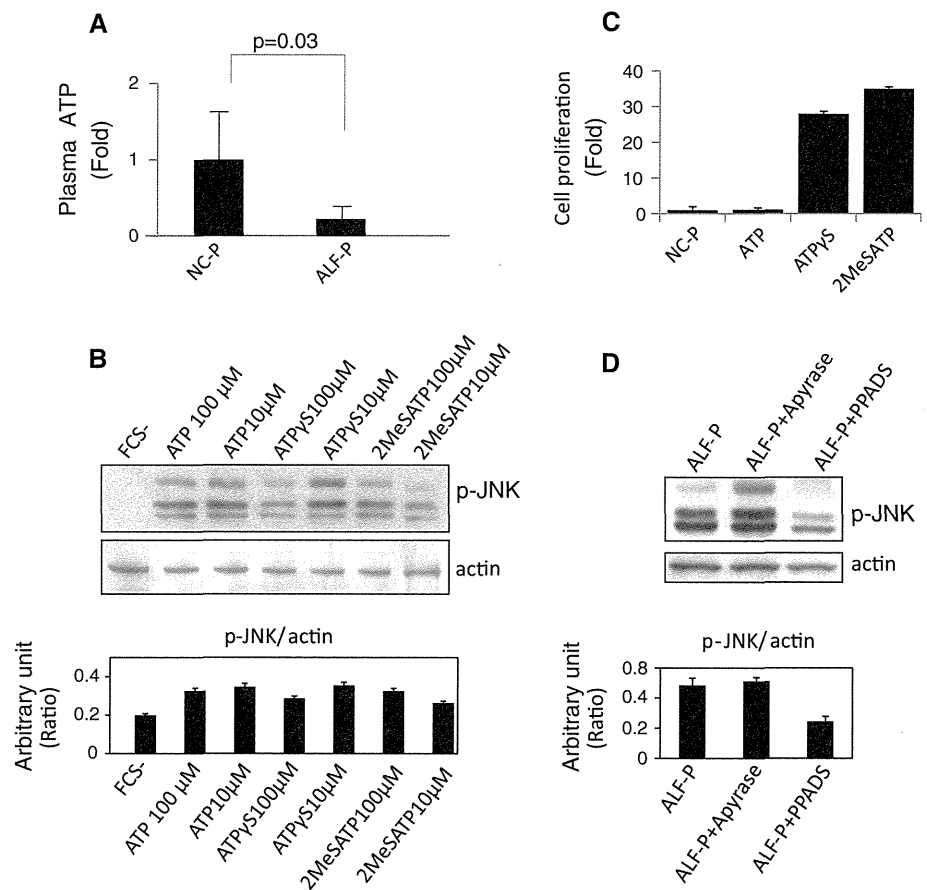 A
p=0.03
Plasma ATP
(Fold)
2
1
0
NC-P
ALF-P
C
Cell proliferation
(Fold)
40
30
20
10
0
NC-P
ATP
ATPγS
2MeSATP
B
FCS-
ATP 100 μM
ATP10μM
ATPγS100μM
ATPγS10μM
2MeSATP100μM
2MeSATP10μM
p-JNK
actin
p-JNK/actin
Arbitrary unit
(Ratio)
0.4
0.2
0
FCS-
ATP 100 μM
ATP10μM
ATPγS100μM
ATPγS10μM
2MeSATP100μM
2MeSATP10μM
D
ALF-P
ALF-P+Apyrase
ALF-P+PPADS
p-JNK
actin
p-JNK/actin
Arbitrary unit
(Ratio)
0.8
0.4
0.2
0
ALF-P
ALF-P+Apyrase
ALF-P+PPADS